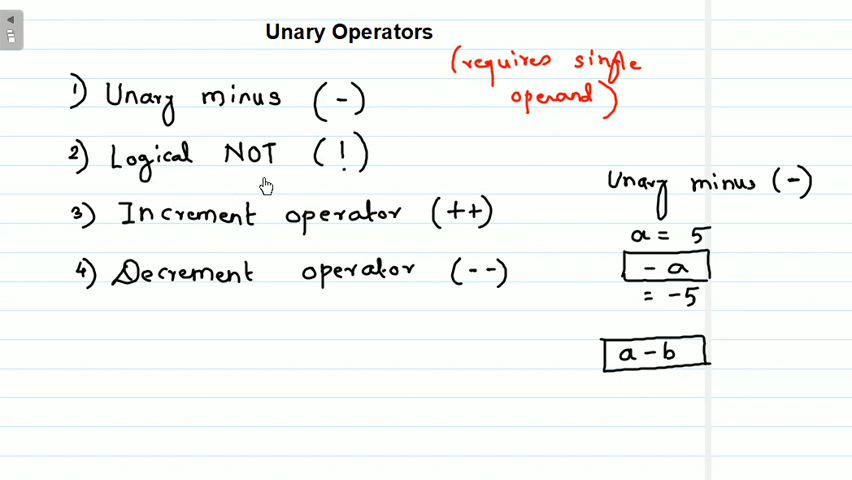 Unary Operators
(requires single
operand)
1) Unary minus (-)
2) Logical NOT (!)
3) Increment operator (++)
4) Decrement operator (--)
Unary minus (-)
a = 5
- a
= -5
a - b